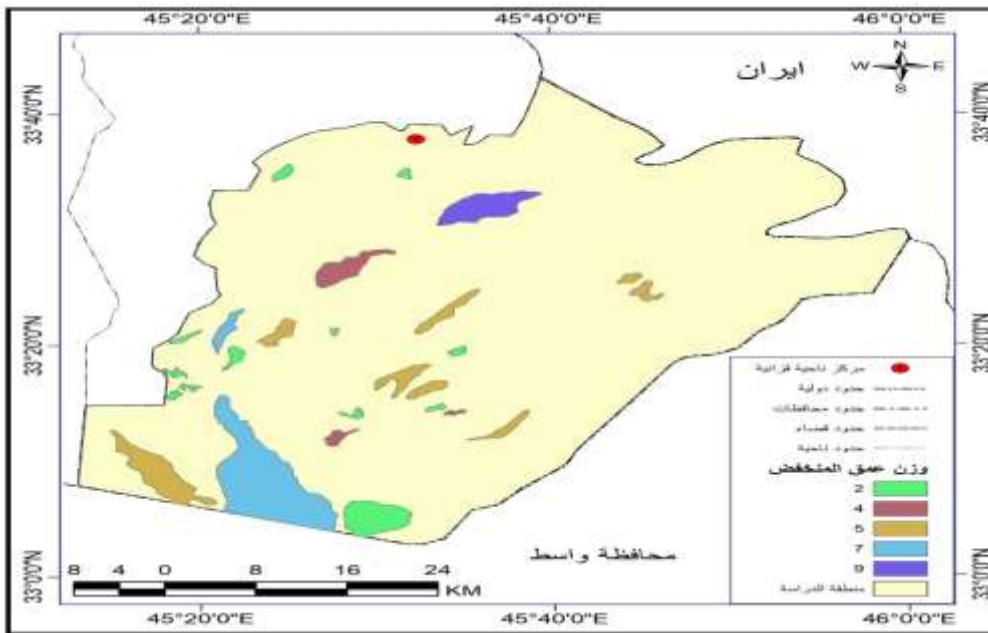 45°20'0"E 45°40'0"E 46°0'0"E
ايران
N
W E
S
33°40'0"N 33°40'0"N
33°20'0"N 33°20'0"N
33°0'0"N 33°0'0"N
مركز ناحية قزانية
حدود دولية
حدود محافظات
حدود قضاء
حدود ناحية
وزن عمق المنخفض
2
4
5
7
9
منطقة الدراسة
محافظة واسط
8 4 0 8 16 24
KM
45°20'0"E 45°40'0"E 46°0'0"E